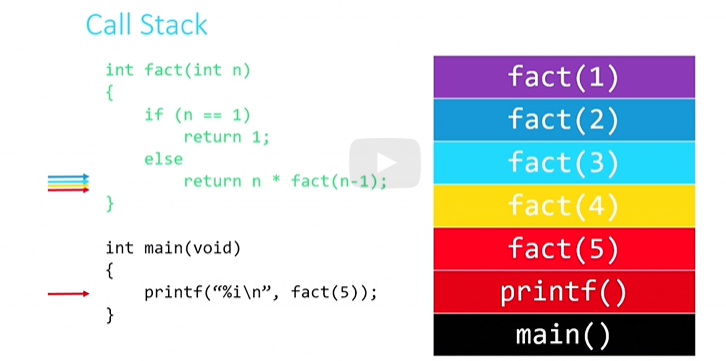 Call Stack
int fact(int n)
{
if (n == 1)
return 1;
else
return n * fact(n-1);
}
int main(void)
{
printf(“%i\n”, fact(5));
}
fact(1)
fact(2)
fact(3)
fact(4)
fact(5)
printf()
main()